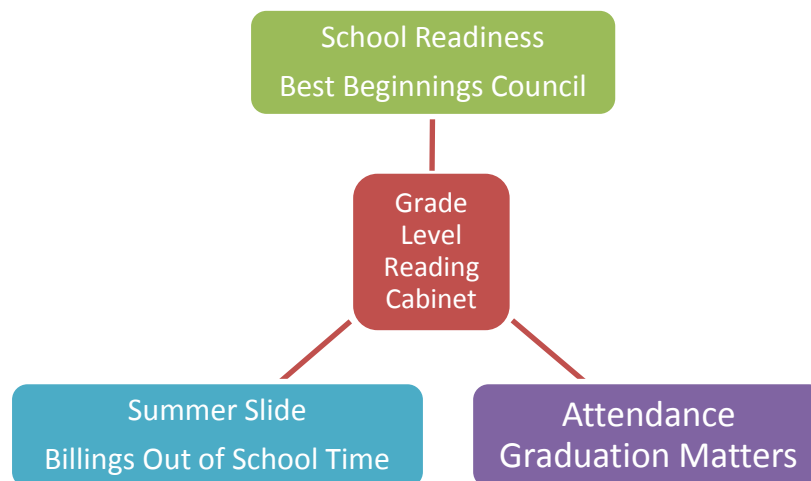 School Readiness
Best Beginnings Council
Grade
Level
Reading
Cabinet
Summer Slide
Billings Out of School Time
Attendance
Graduation Matters